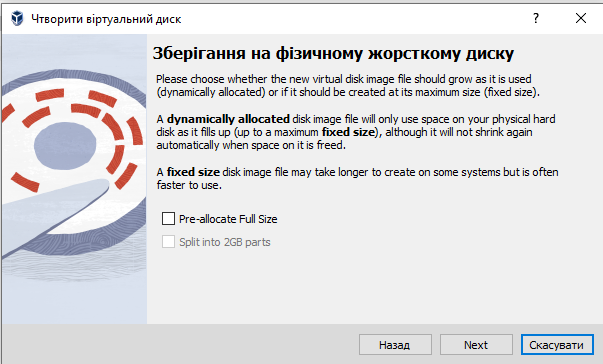 Чтворити віртуальний диск
?
Зберігання на фізичному жорсткому диску
Please choose whether the new virtual disk image file should grow as it is used
(dynamically allocated) or if it should be created at its maximum size (fixed size).
A dynamically allocated disk image file will only use space on your physical hard
disk as it fills up (up to a maximum fixed size), although it will not shrink again
automatically when space on it is freed.
A fixed size disk image file may take longer to create on some systems but is often
faster to use.
Pre-allocate Full Size
Split into 2GB parts
Назад
Next
Скасувати